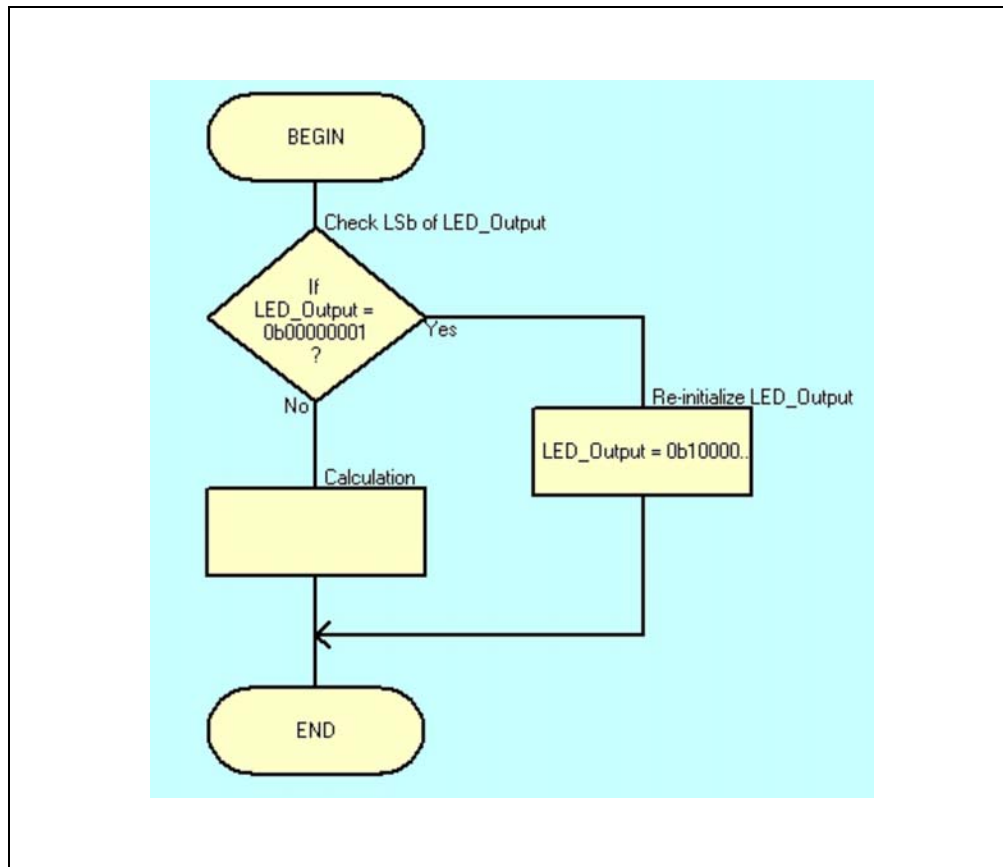 BEGIN
Check LSb of LED_Output
If
LED_Output =
0b00000001
?
Yes
No
Re-initialize LED_Output
LED_Output = 0b10000..
Calculation
END